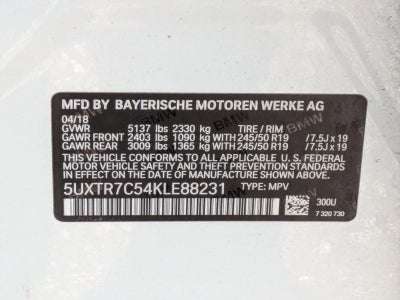 MFD BY BAYERISCHE MOTOREN WERKE AG
04/18
GVWR 5137 lbs 2330 kg TIRE / RIM
GAWR FRONT 2403 lbs 1090 kg WITH 245/50 R19 /7.5J x 19
GAWR REAR 3009 lbs 1365 kg WITH 245/50 R19 /7.5J x 19
THIS VEHICLE CONFORMS TO ALL APPLICABLE
U. S. FEDERAL MOTOR VEHICLE SAFETY AND
THEFT PREVENTION STANDARDS IN EFFECT ON
THE DATE OF MANUFACTURE SHOWN ABOVE.
5UXTR7C54KLE88231 TYPE: MPV
300U
7 320 730